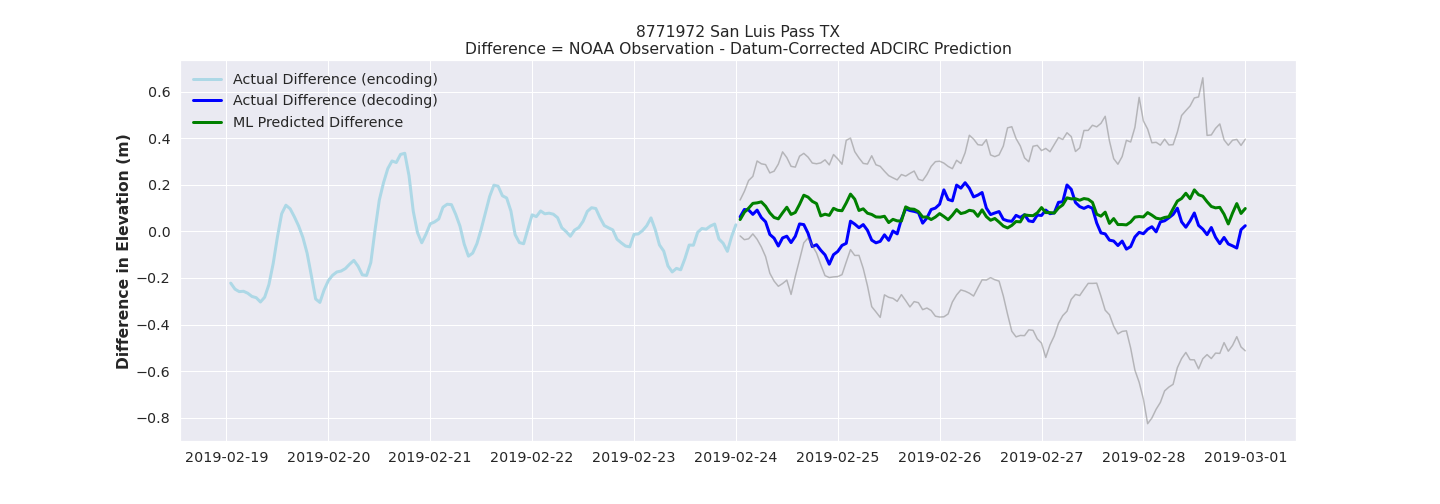 8771972 San Luis Pass TX
Difference = NOAA Observation - Datum-Corrected ADCIRC Prediction
Actual Difference (encoding)
Actual Difference (decoding)
ML Predicted Difference
Difference in Elevation (m)
0.6
0.4
0.2
0.0
−0.2
−0.4
−0.6
−0.8
2019-02-19 2019-02-20 2019-02-21 2019-02-22 2019-02-23 2019-02-24 2019-02-25 2019-02-26 2019-02-27 2019-02-28 2019-03-01